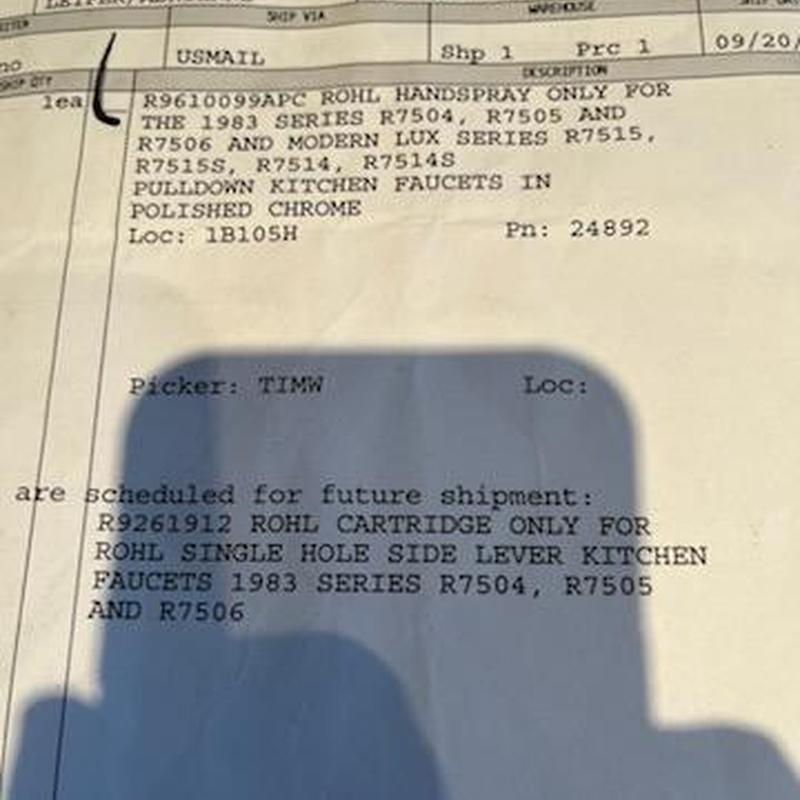 SHIP VIA WAREHOUSE
USMAIL Shp 1 Prc 1 09/20/
SHIP QTY DESCRIPTION
1ea R9610099APC ROHL HANDSPRAY ONLY FOR
THE 1983 SERIES R7504, R7505 AND
R7506 AND MODERN LUX SERIES R7515,
R7515S, R7514, R7514S
PULLDOWN KITCHEN FAUCETS IN
POLISHED CHROME
Loc: 1B105H Pn: 24892
Picker: TIMW Loc:
are scheduled for future shipment:
R9261912 ROHL CARTRIDGE ONLY FOR
ROHL SINGLE HOLE SIDE LEVER KITCHEN
FAUCETS 1983 SERIES R7504, R7505
AND R7506